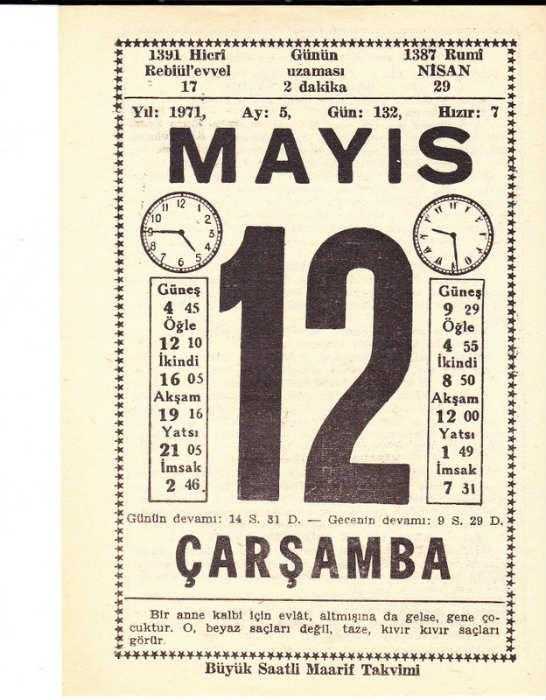 1391 Hicrî Günün 1387 Rumî
Rebiül'evvel uzaması NİSAN
17 2 dakika 29
Yıl: 1971, Ay: 5, Gün: 132, Hızır: 7
MAYIS
12
Güneş
4 45
Öğle
12 10
İkindi
16 05
Akşam
19 16
Yatsı
21 05
İmsak
2 46
Güneş
9 29
Öğle
4 55
İkindi
8 50
Akşam
12 00
Yatsı
1 49
İmsak
7 31
Günün devamı: 14 S. 31 D. — Gecenin devamı: 9 S. 29 D.
ÇARŞAMBA
Bir anne kalbi için evlât, altmışına da gelse, gene ço-
cuktur. O, beyaz saçları değil, taze, kıvır kıvır saçları
görür.
Büyük Saatli Maarif Takvimi